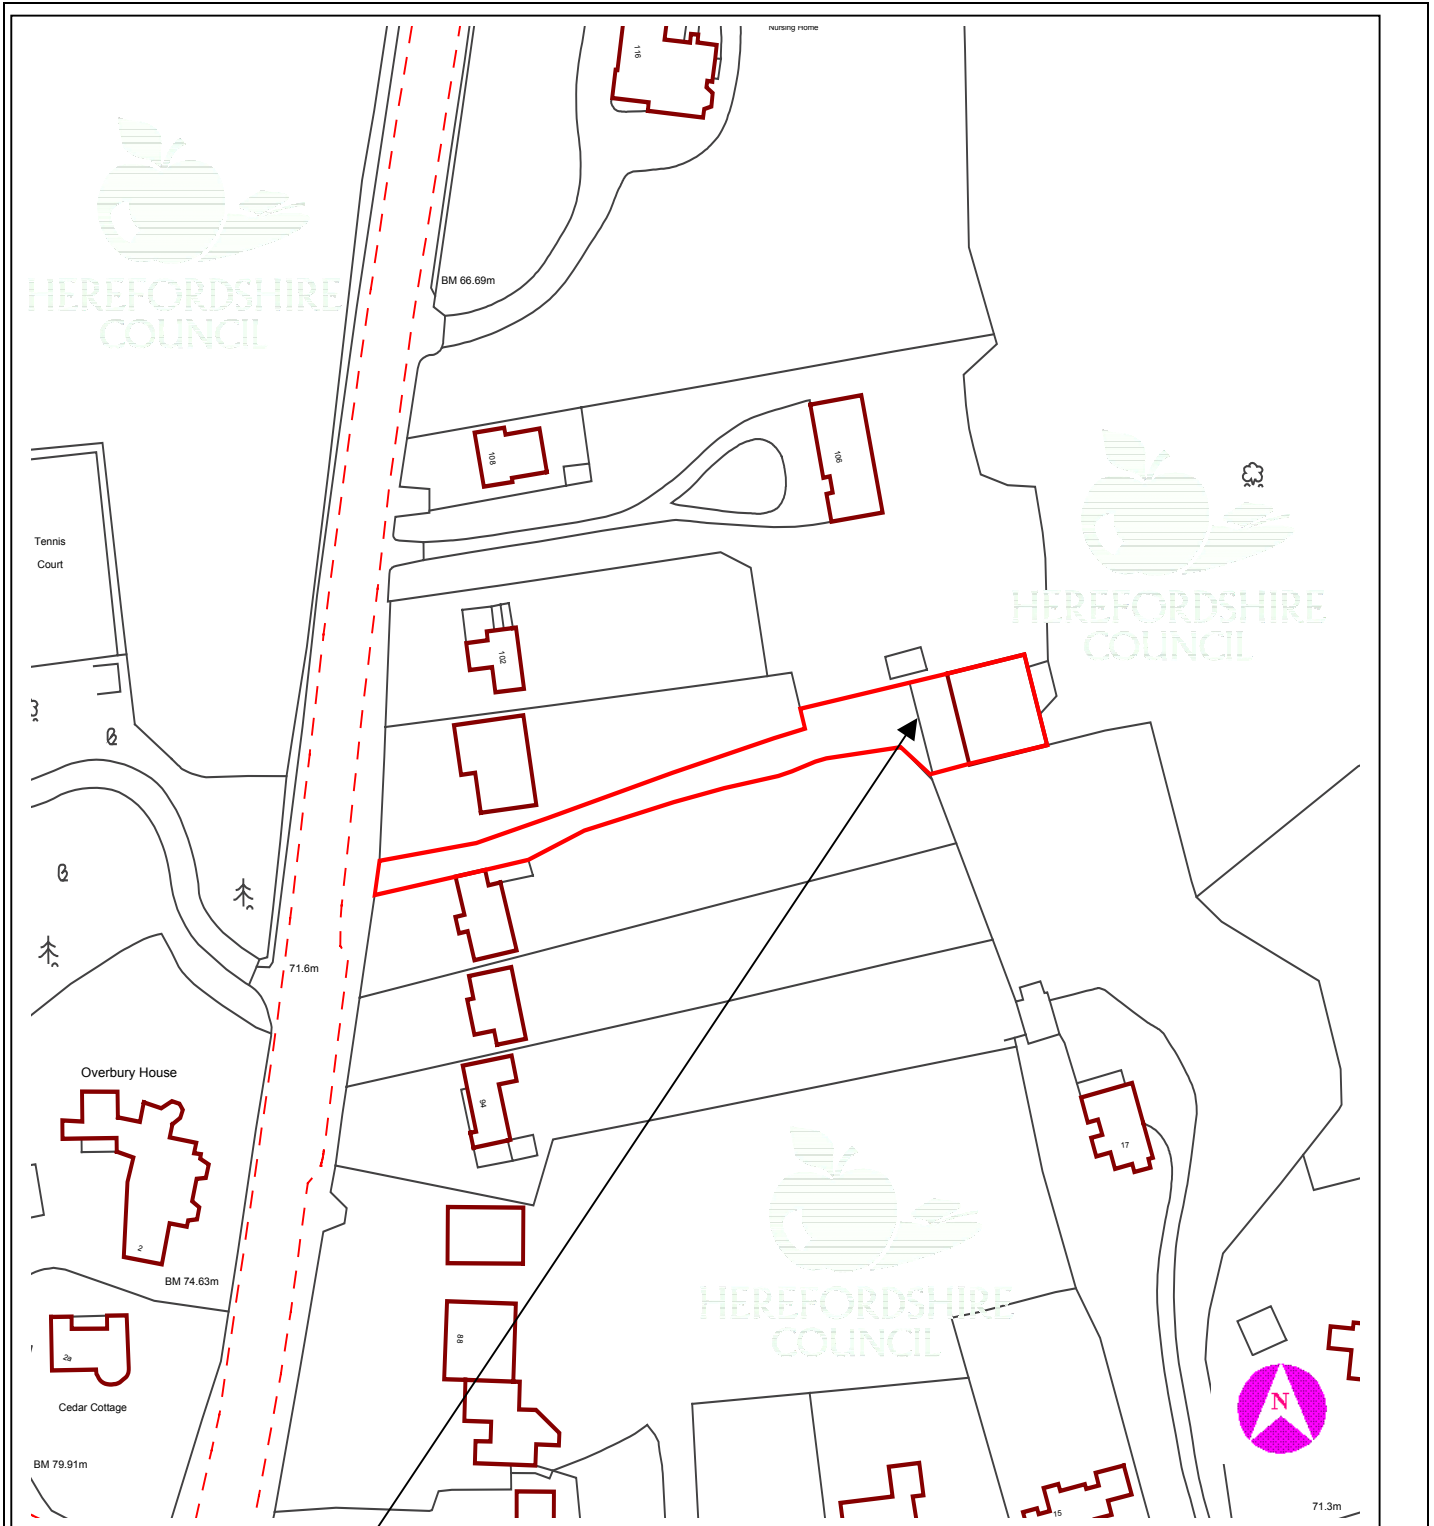 Nursing Home
116
HEREFORDSHIRE
COUNCIL
BM 66.69m
108
106
Tennis
Court
HEREFORDSHIRE
COUNCIL
102
71.6m
Overbury House
94
17
2
BM 74.63m
HEREFORDSHIRE
COUNCIL
88
2a
Cedar Cottage
N
BM 79.91m
71.3m
15